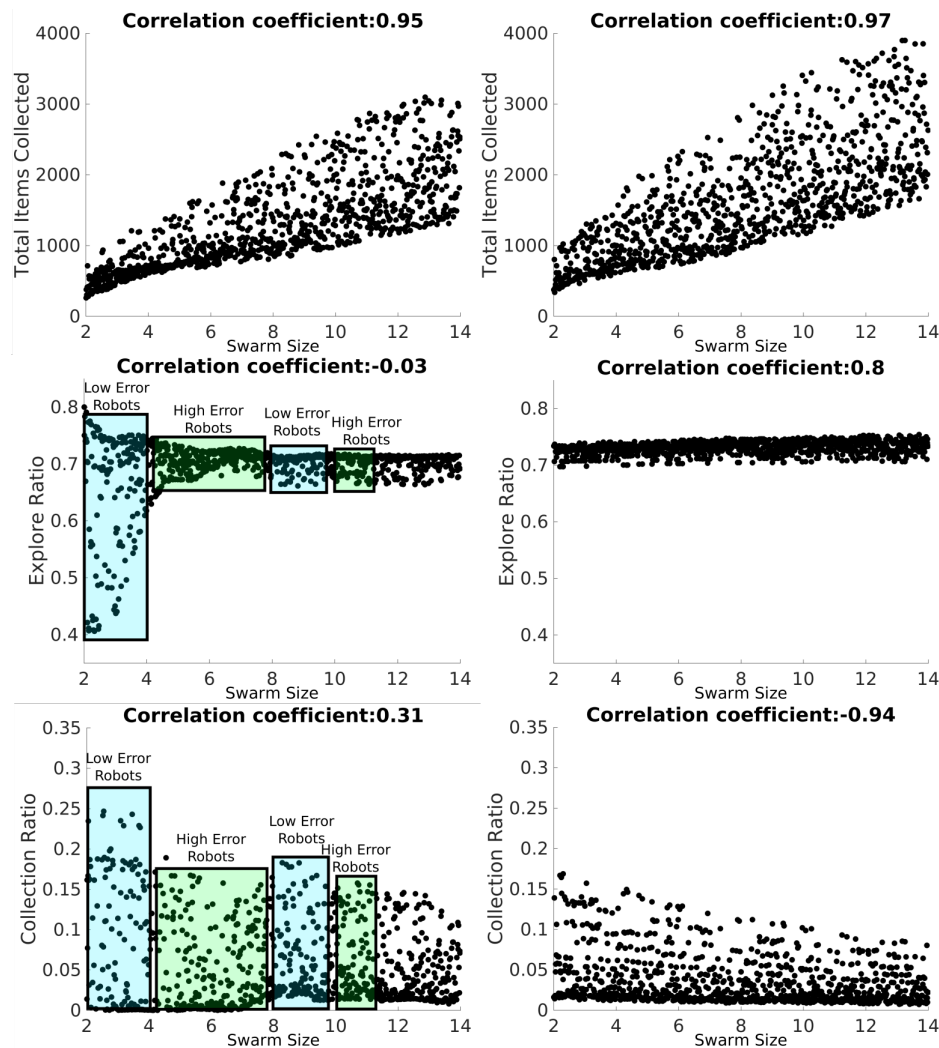 Correlation coefficient:0.95
4000
3000
2000
1000
0
Total Items Collected
2 4 6 8 10 12 14
Swarm Size
Correlation coefficient:0.97
4000
3000
2000
1000
0
Total Items Collected
2 4 6 8 10 12 14
Swarm Size
Correlation coefficient:-0.03
Low Error
Robots
High Error
Robots
Low Error
Robots
High Error
Robots
0.8
0.7
0.6
0.5
0.4
Explore Ratio
2 4 6 8 10 12 14
Swarm Size
Correlation coefficient:0.8
0.8
0.7
0.6
0.5
0.4
Explore Ratio
2 4 6 8 10 12 14
Swarm Size
Correlation coefficient:0.31
Low Error
Robots
High Error
Robots
Low Error
Robots
High Error
Robots
0.35
0.3
0.25
0.2
0.15
0.1
0.05
0
Collection Ratio
2 4 6 8 10 12 14
Swarm Size
Correlation coefficient:-0.94
0.35
0.3
0.25
0.2
0.15
0.1
0.05
0
Collection Ratio
2 4 6 8 10 12 14
Swarm Size